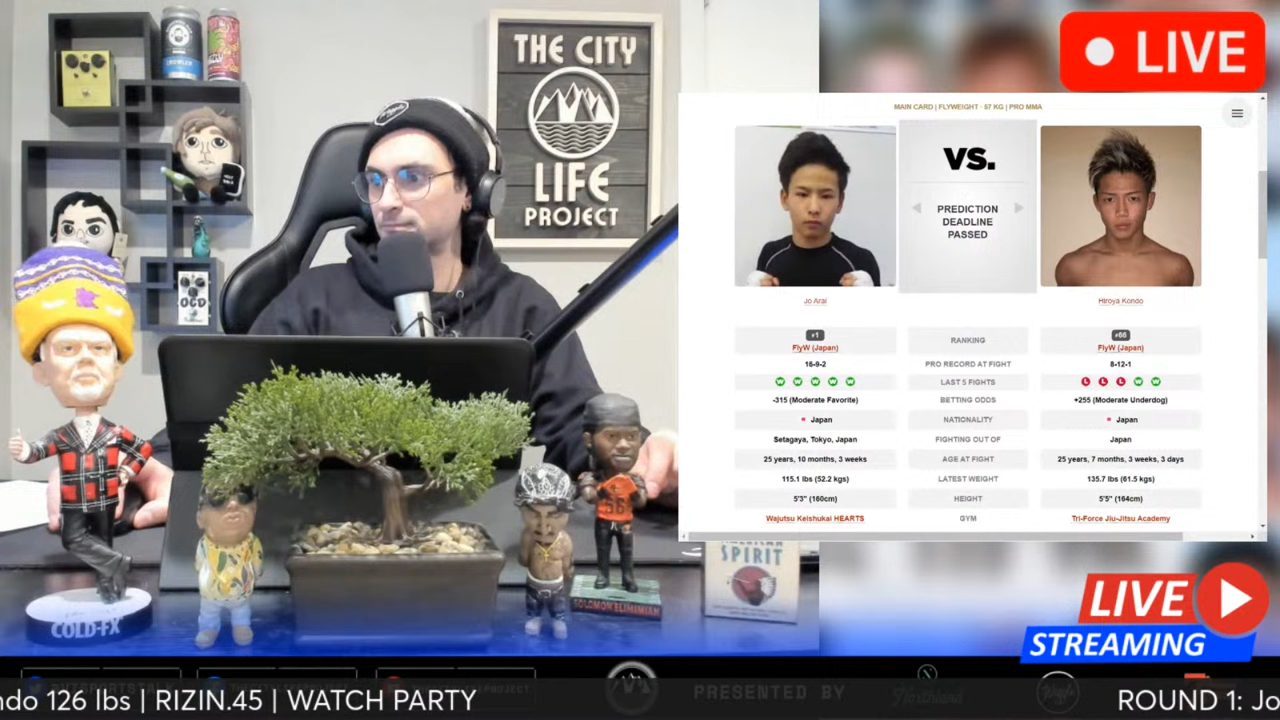 THE CITY
LIFE
PROJECT
CROWLER
OCD
COLD-FX
SOLOMON ELIMIMIAN
56
SPIRIT
LIVE
MAIN CARD | FLYWEIGHT · 57 KG | PRO MMA
VS.
PREDICTION
DEADLINE
PASSED
Jo Arai
Hiroya Kondo
#1
RANKING
#66
FlyW (Japan)
FlyW (Japan)
16-9-2
PRO RECORD AT FIGHT
8-12-1
W W W W W
LAST 5 FIGHTS
L L L W W
-315 (Moderate Favorite)
BETTING ODDS
+255 (Moderate Underdog)
Japan
NATIONALITY
Japan
Setagaya, Tokyo, Japan
FIGHTING OUT OF
Japan
25 years, 10 months, 3 weeks
AGE AT FIGHT
25 years, 7 months, 3 weeks, 3 days
115.1 lbs (52.2 kgs)
LATEST WEIGHT
135.7 lbs (61.5 kgs)
5'3" (160cm)
HEIGHT
5'5" (164cm)
Wajutsu Keishukai HEARTS
GYM
Tri-Force Jiu-Jitsu Academy
LIVE
STREAMING
PRESENTED BY
Northland
ndo 126 lbs | RIZIN.45 | WATCH PARTY
ROUND 1: Jo